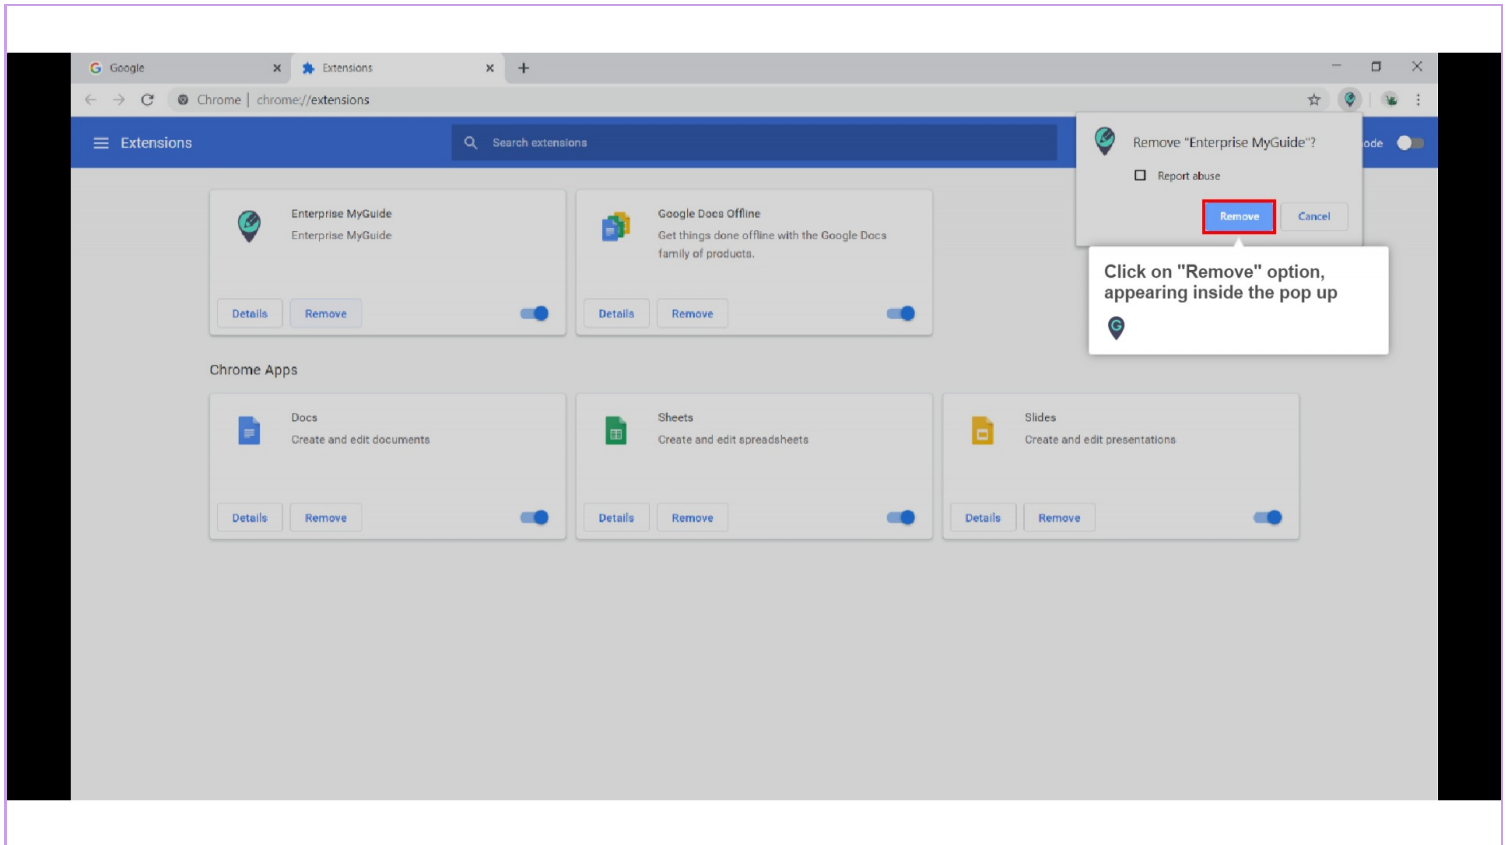 Google
Extensions
Chrome | chrome://extensions
Extensions
Search extensions
ode
Remove "Enterprise MyGuide"?
Report abuse
Remove Cancel
Click on "Remove" option,
appearing inside the pop up
Enterprise MyGuide
Enterprise MyGuide
Details Remove
Google Docs Offline
Get things done offline with the Google Docs
family of products.
Details Remove
Chrome Apps
Docs
Create and edit documents
Details Remove
Sheets
Create and edit spreadsheets
Details Remove
Slides
Create and edit presentations
Details Remove